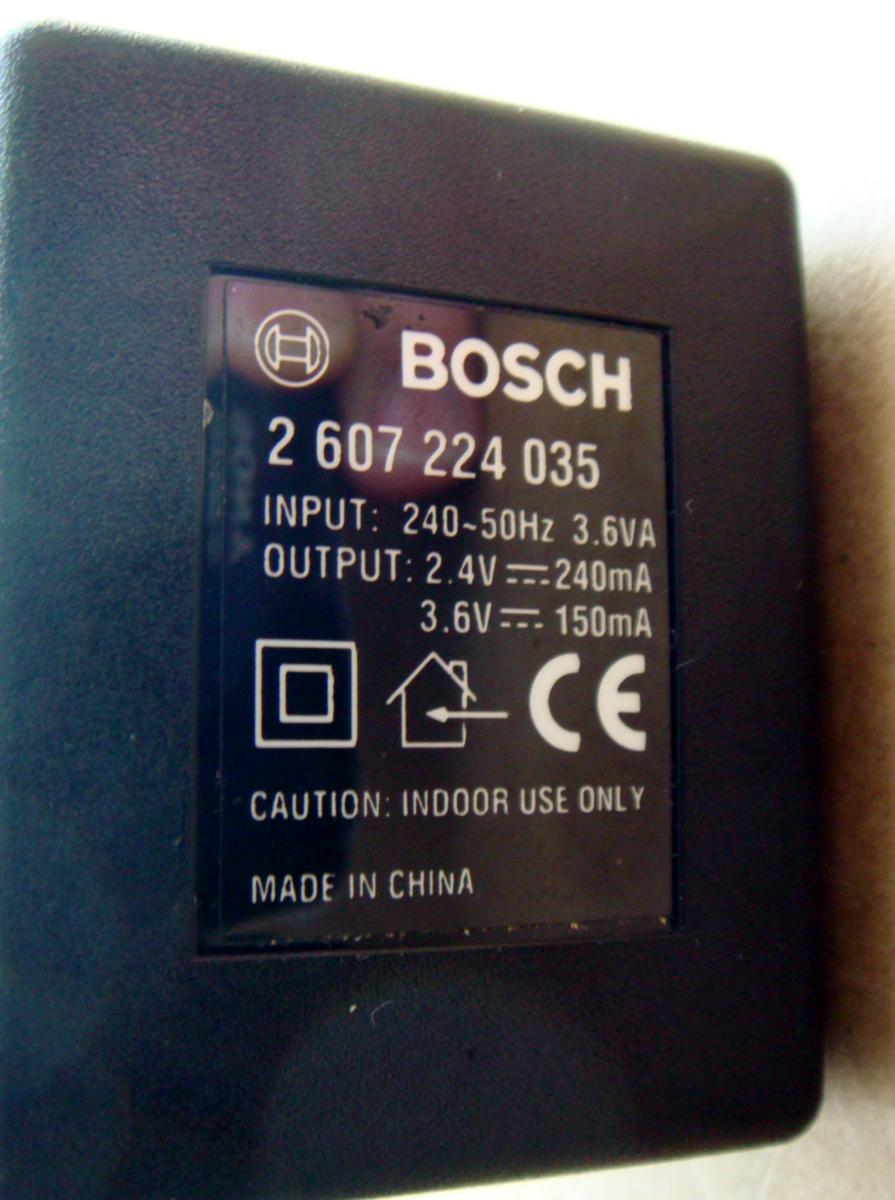 BOSCH
2 607 224 035
INPUT: 240~50Hz 3.6VA
OUTPUT: 2.4V⎓240mA
3.6V⎓150mA
CE
CAUTION: INDOOR USE ONLY
MADE IN CHINA